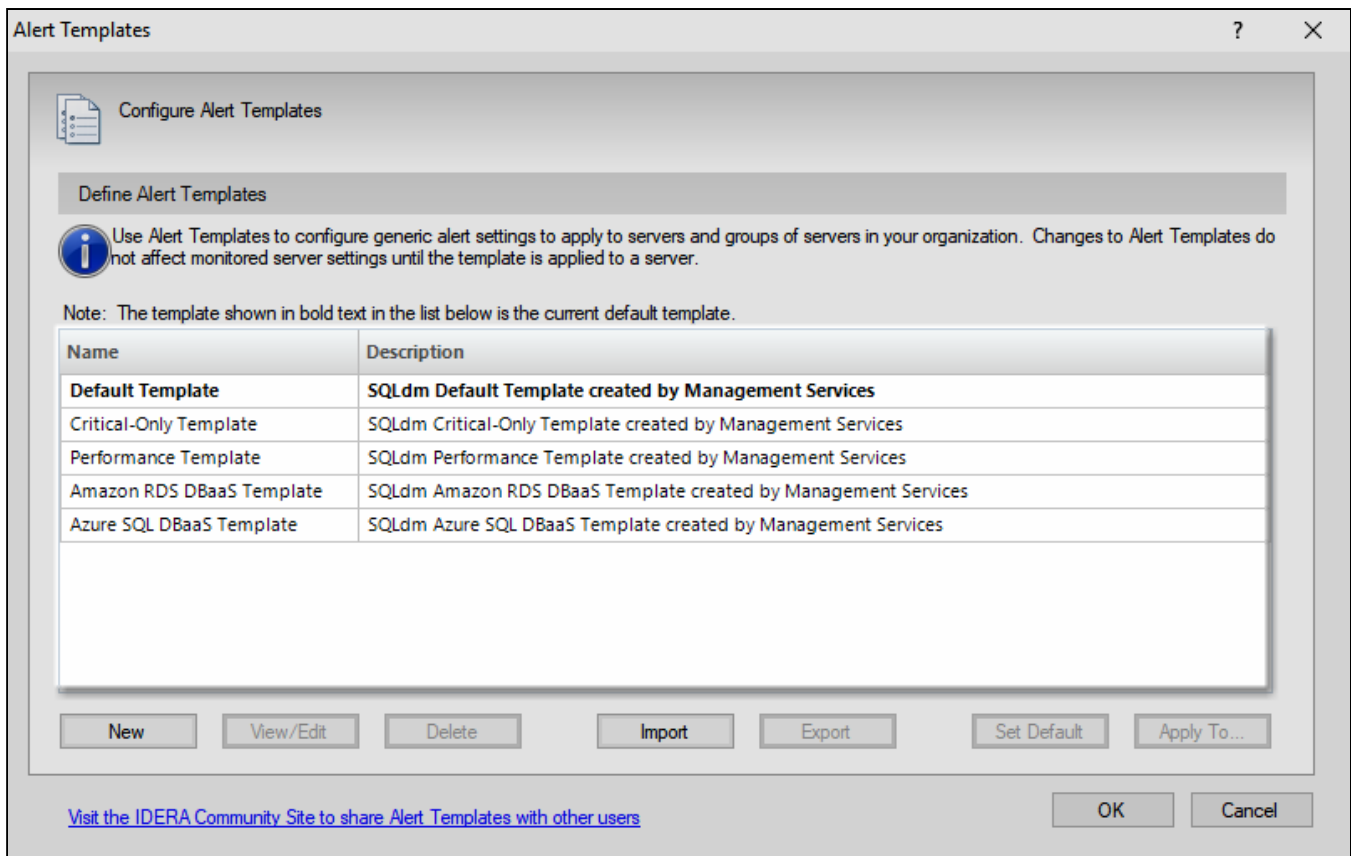 Alert Templates ? X
Configure Alert Templates
Define Alert Templates
Use Alert Templates to configure generic alert settings to apply to servers and groups of servers in your organization. Changes to Alert Templates do
not affect monitored server settings until the template is applied to a server.
Note: The template shown in bold text in the list below is the current default template.
Name Description
Default Template SQLdm Default Template created by Management Services
Critical-Only Template SQLdm Critical-Only Template created by Management Services
Performance Template SQLdm Performance Template created by Management Services
Amazon RDS DBaaS Template SQLdm Amazon RDS DBaaS Template created by Management Services
Azure SQL DBaaS Template SQLdm Azure SQL DBaaS Template created by Management Services
New View/Edit Delete Import Export Set Default Apply To...
Visit the IDERA Community Site to share Alert Templates with other users OK Cancel